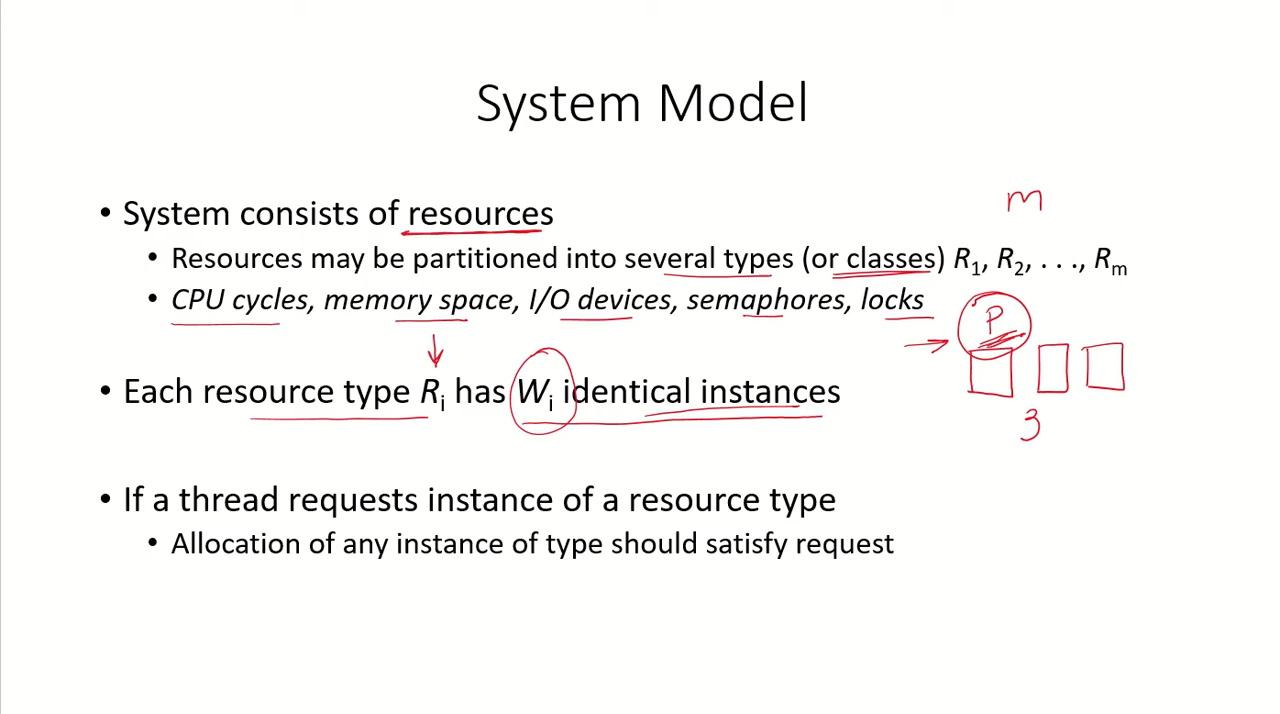 System Model
m
• System consists of resources
• Resources may be partitioned into several types (or classes) R1, R2, . . ., Rm
• CPU cycles, memory space, I/O devices, semaphores, locks
P
• Each resource type Ri has Wi identical instances
3
• If a thread requests instance of a resource type
• Allocation of any instance of type should satisfy request